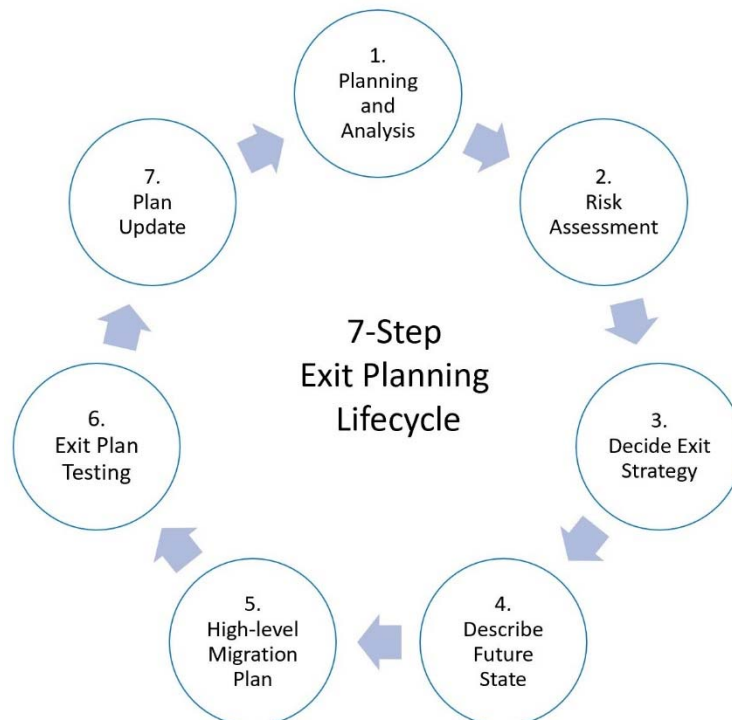 1.
Planning
and
Analysis
2.
Risk
Assessment
3.
Decide Exit
Strategy
4.
Describe
Future
State
5.
High-level
Migration
Plan
6.
Exit Plan
Testing
7.
Plan
Update
7-Step
Exit Planning
Lifecycle